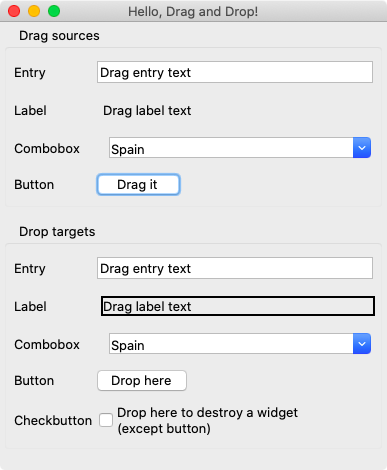 Hello, Drag and Drop!
Drag sources
Entry Drag entry text
Label Drag label text
Combobox Spain
Button Drag it
Drop targets
Entry Drag entry text
Label Drag label text
Combobox Spain
Button Drop here
Checkbutton Drop here to destroy a widget
(except button)